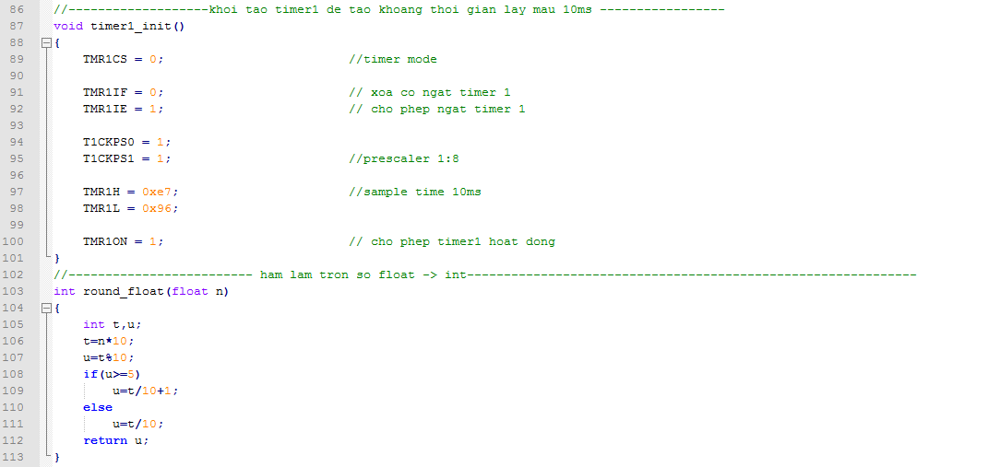 86 //-------------------khoi tao timer1 de tao khoang thoi gian lay mau 10ms -----------------
87 void timer1_init()
88 {
89 TMR1CS = 0; //timer mode
90
91 TMR1IF = 0; // xoa co ngat timer 1
92 TMR1IE = 1; // cho phep ngat timer 1
93
94 T1CKPS0 = 1;
95 T1CKPS1 = 1; //prescaler 1:8
96
97 TMR1H = 0xe7; //sample time 10ms
98 TMR1L = 0x96;
99
100 TMR1ON = 1; // cho phep timer1 hoat dong
101 }
102 //------------------------- ham lam tron so float -> int-------------------------------------------------------------
103 int round_float(float n)
104 {
105 int t,u;
106 t=n*10;
107 u=t%10;
108 if(u>=5)
109 u=t/10+1;
110 else
111 u=t/10;
112 return u;
113 }